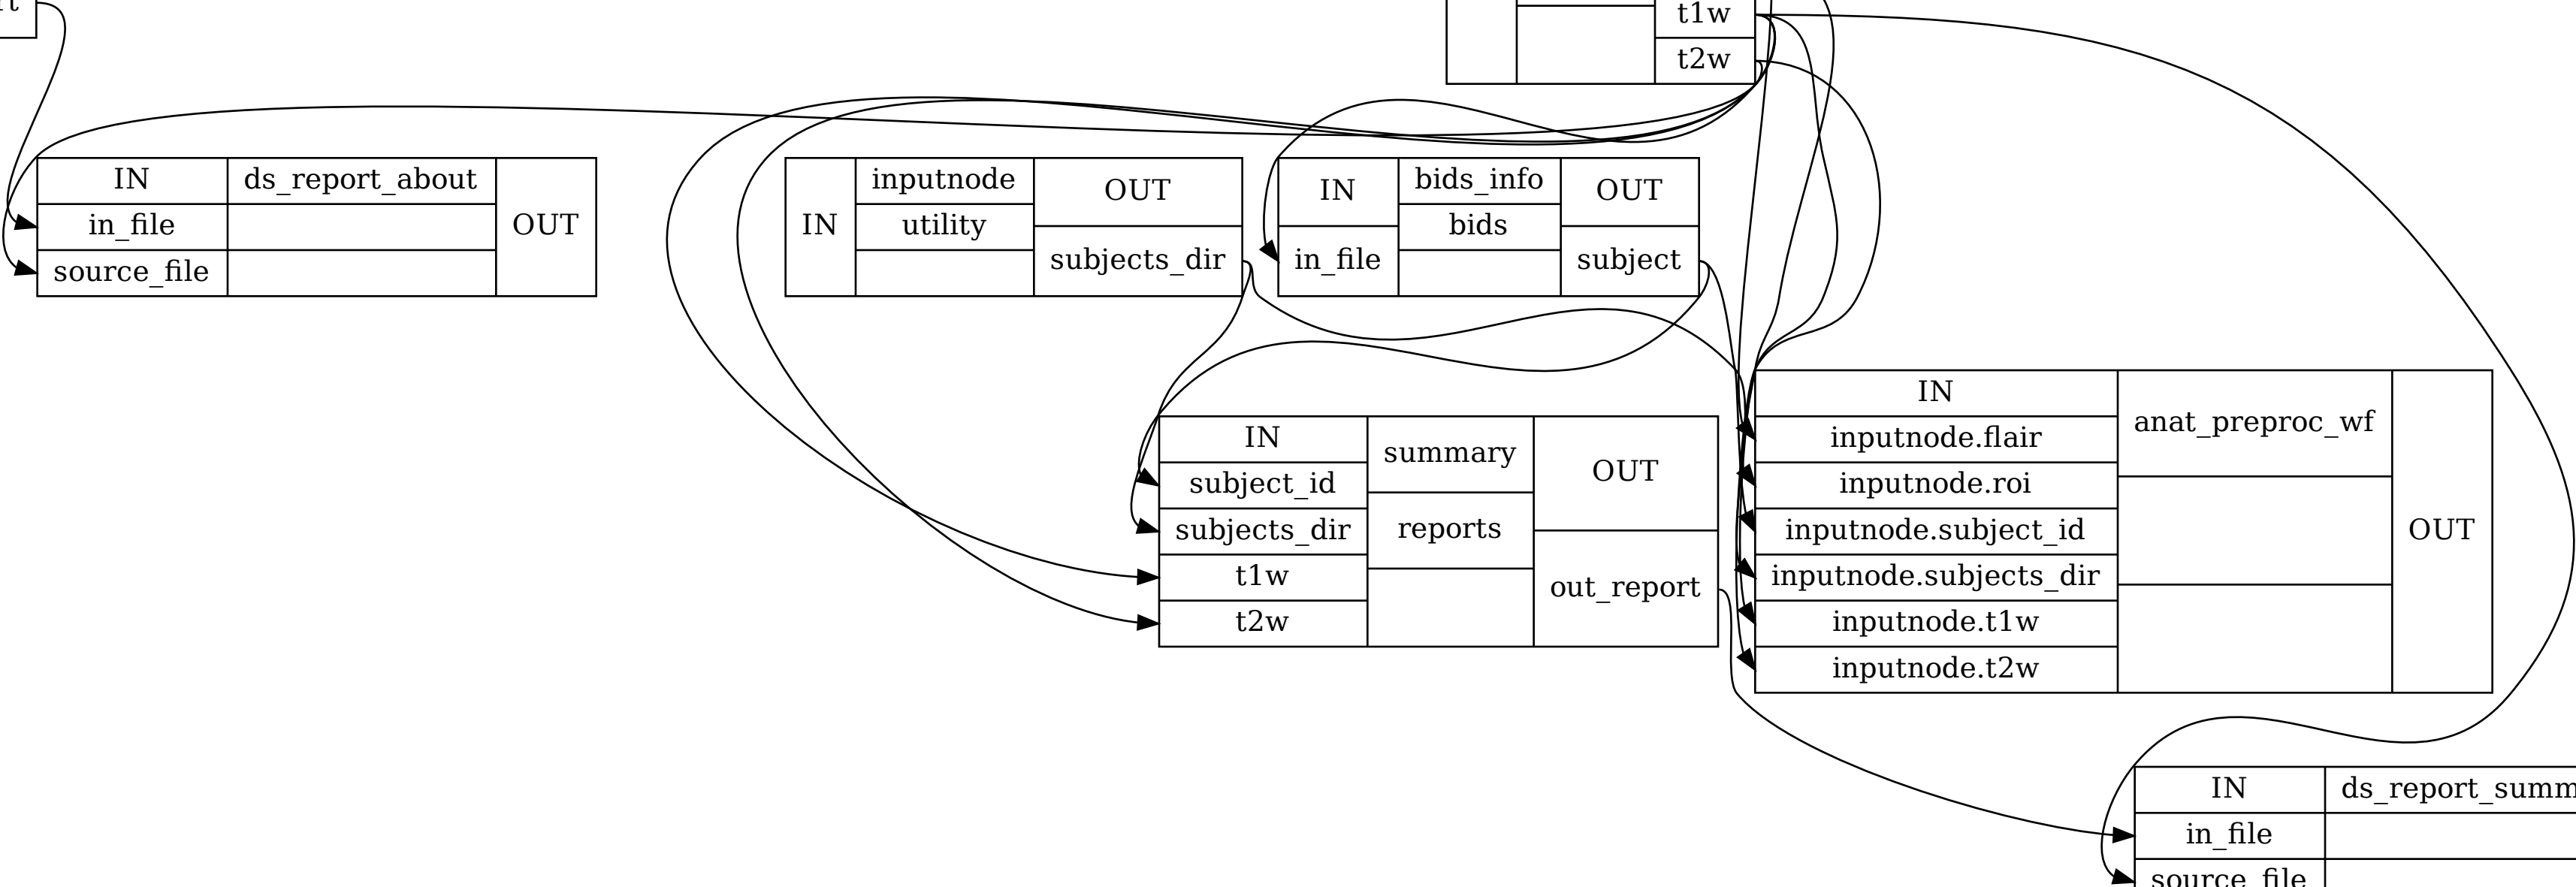 t1w
t2w
IN
ds_report_about
OUT
in_file
source_file
IN
inputnode
utility
OUT
subjects_dir
IN
in_file
bids_info
bids
OUT
subject
IN
subject_id
subjects_dir
t1w
t2w
summary
reports
OUT
out_report
IN
inputnode.flair
inputnode.roi
inputnode.subject_id
inputnode.subjects_dir
inputnode.t1w
inputnode.t2w
anat_preproc_wf
OUT
IN
ds_report_summ
in_file
source_file